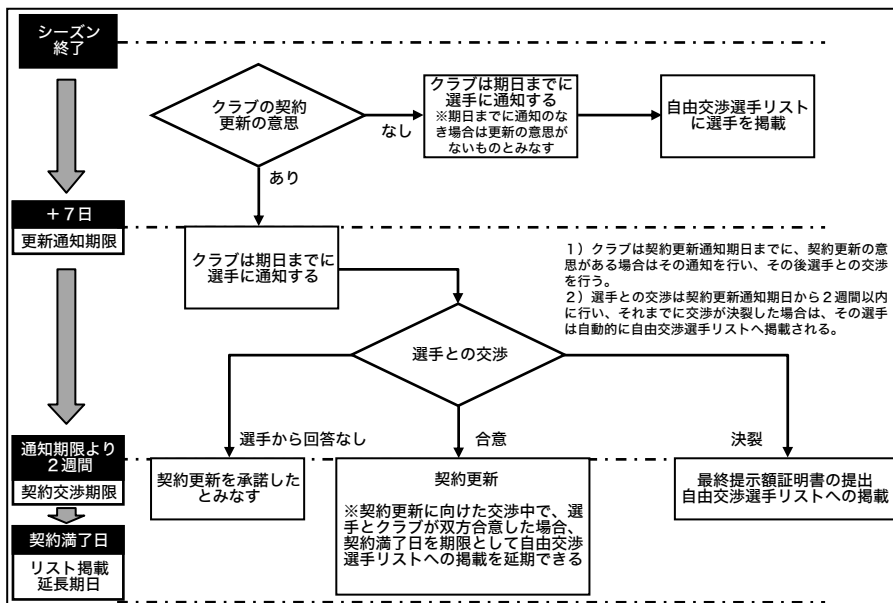 シーズン
終了
クラブの契約
更新の意思
なし
あり
クラブは期日までに
選手に通知する
※期日までに通知のな
き場合は更新の意思が
ないものとみなす
自由交渉選手リスト
に選手を掲載
＋７日
更新通知期限
クラブは期日までに
選手に通知する
１）クラブは契約更新通知期日までに、契約更新の意
思がある場合はその通知を行い、その後選手との交渉
を行う。
２）選手との交渉は契約更新通知期日から２週間以内
に行い、それまでに交渉が決裂した場合は、その選手
は自動的に自由交渉選手リストへ掲載される。
選手との交渉
選手から回答なし
合意
決裂
通知期限より
２週間
契約交渉期限
契約更新を承諾した
とみなす
契約更新
※契約更新に向けた交渉中で、選
手とクラブが双方合意した場合、
契約満了日を期限として自由交渉
選手リストへの掲載を延期できる
最終提示額証明書の提出
自由交渉選手リストへの掲載
契約満了日
リスト掲載
延長期日